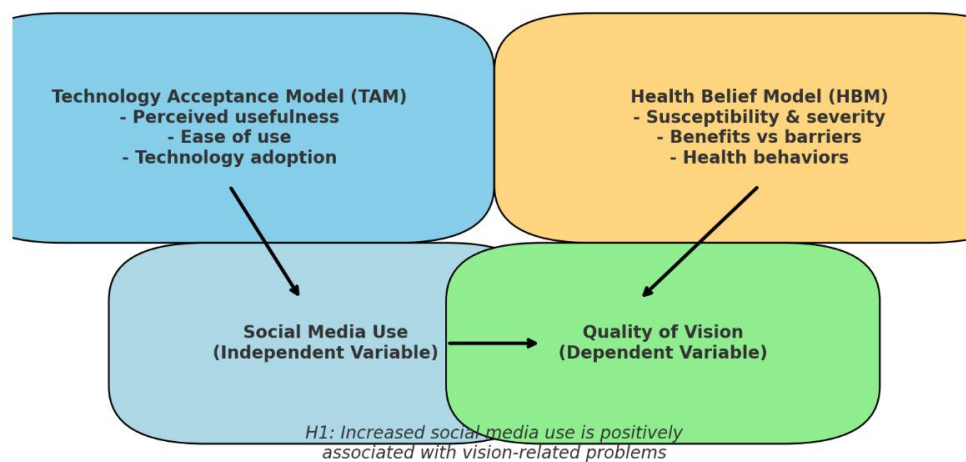 Technology Acceptance Model (TAM)
- Perceived usefulness
- Ease of use
- Technology adoption
Health Belief Model (HBM)
- Susceptibility & severity
- Benefits vs barriers
- Health behaviors
Social Media Use
(Independent Variable)
Quality of Vision
(Dependent Variable)
H1: Increased social media use is positively
associated with vision-related problems